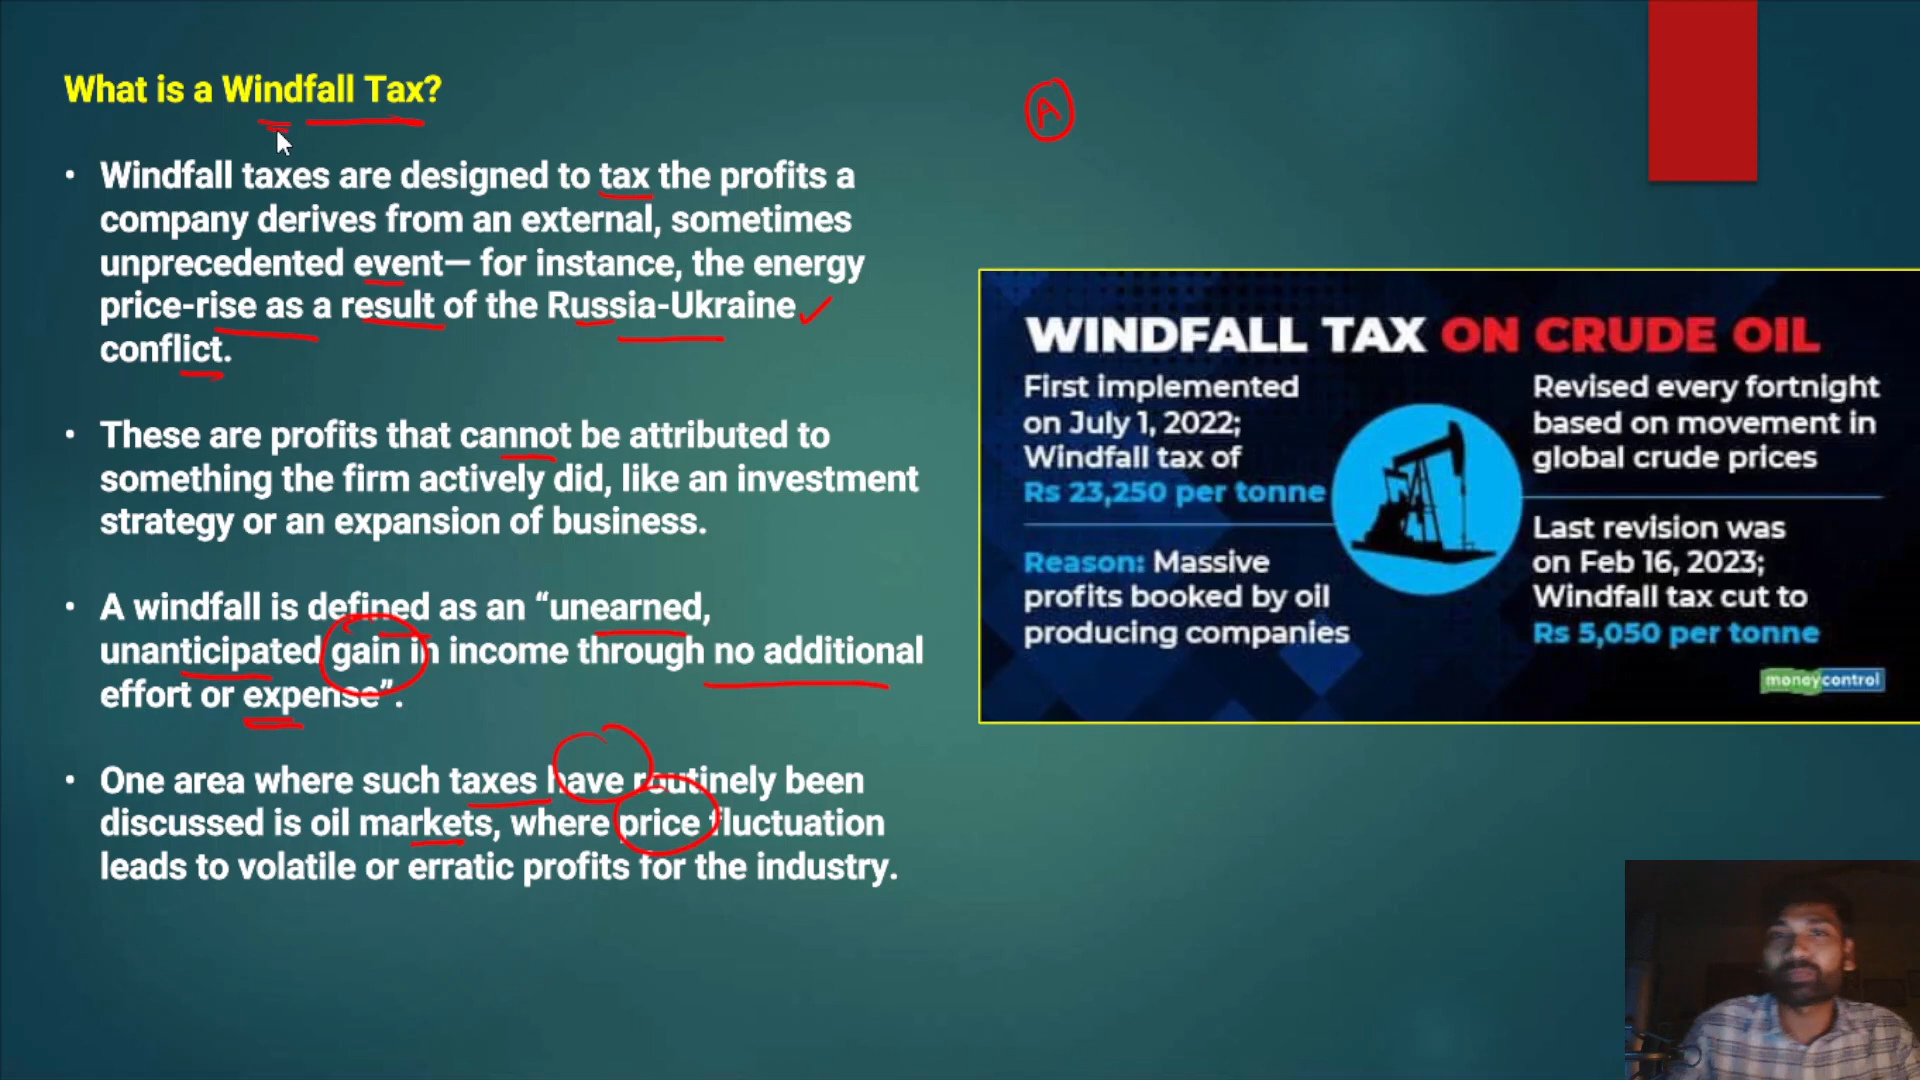 What is a Windfall Tax?
A
• Windfall taxes are designed to tax the profits a
company derives from an external, sometimes
unprecedented event— for instance, the energy
price-rise as a result of the Russia-Ukraine
conflict.
• These are profits that cannot be attributed to
something the firm actively did, like an investment
strategy or an expansion of business.
• A windfall is defined as an “unearned,
unanticipated gain in income through no additional
effort or expense”.
• One area where such taxes have routinely been
discussed is oil markets, where price fluctuation
leads to volatile or erratic profits for the industry.
WINDFALL TAX ON CRUDE OIL
First implemented
on July 1, 2022;
Windfall tax of
Rs 23,250 per tonne
Reason: Massive
profits booked by oil
producing companies
Revised every fortnight
based on movement in
global crude prices
Last revision was
on Feb 16, 2023;
Windfall tax cut to
Rs 5,050 per tonne
moneycontrol